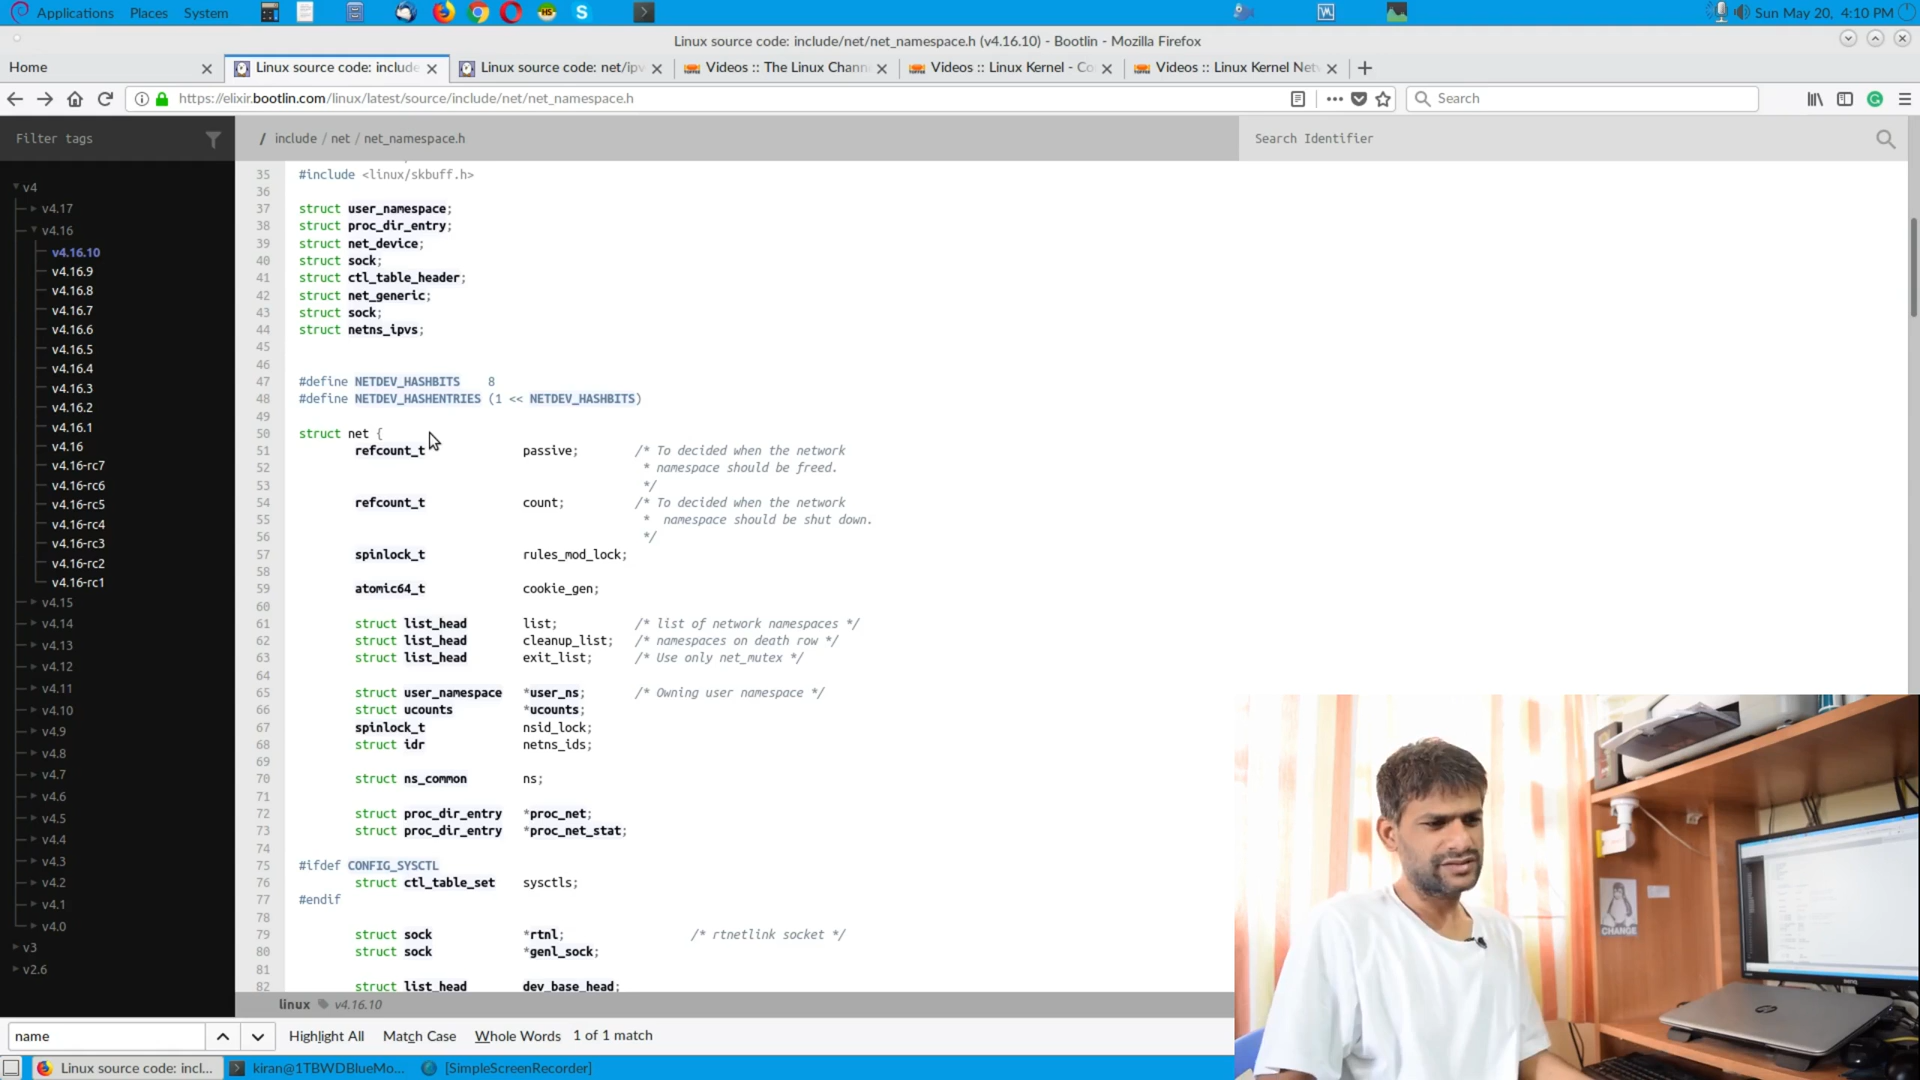 Applications Places System
Sun May 20, 4:10 PM
Linux source code: include/net/net_namespace.h (v4.16.10) - Bootlin - Mozilla Firefox
Home
Linux source code: include
Linux source code: net/ipv
Videos :: The Linux Chann
Videos :: Linux Kernel - Co
Videos :: Linux Kernel Net
https://elixir.bootlin.com/linux/latest/source/include/net/net_namespace.h
Search
Filter tags
/ include / net / net_namespace.h
Search Identifier
v4
v4.17
v4.16
v4.16.10
v4.16.9
v4.16.8
v4.16.7
v4.16.6
v4.16.5
v4.16.4
v4.16.3
v4.16.2
v4.16.1
v4.16
v4.16-rc7
v4.16-rc6
v4.16-rc5
v4.16-rc4
v4.16-rc3
v4.16-rc2
v4.16-rc1
v4.15
v4.14
v4.13
v4.12
v4.11
v4.10
v4.9
v4.8
v4.7
v4.6
v4.5
v4.4
v4.3
v4.2
v4.1
v4.0
v3
v2.6
35 #include <linux/skbuff.h>
36
37 struct user_namespace;
38 struct proc_dir_entry;
39 struct net_device;
40 struct sock;
41 struct ctl_table_header;
42 struct net_generic;
43 struct sock;
44 struct netns_ipvs;
45
46
47 #define NETDEV_HASHBITS 8
48 #define NETDEV_HASHENTRIES (1 << NETDEV_HASHBITS)
49
50 struct net {
51 refcount_t passive; /* To decided when the network
52 * namespace should be freed.
53 */
54 refcount_t count; /* To decided when the network
55 * namespace should be shut down.
56 */
57 spinlock_t rules_mod_lock;
58
59 atomic64_t cookie_gen;
60
61 struct list_head list; /* list of network namespaces */
62 struct list_head cleanup_list; /* namespaces on death row */
63 struct list_head exit_list; /* Use only net_mutex */
64
65 struct user_namespace *user_ns; /* Owning user namespace */
66 struct ucounts *ucounts;
67 spinlock_t nsid_lock;
68 struct idr netns_ids;
69
70 struct ns_common ns;
71
72 struct proc_dir_entry *proc_net;
73 struct proc_dir_entry *proc_net_stat;
74
75 #ifdef CONFIG_SYSCTL
76 struct ctl_table_set sysctls;
77 #endif
78
79 struct sock *rtnl; /* rtnetlink socket */
80 struct sock *genl_sock;
81
82 struct list_head dev_base_head;
linux v4.16.10
name
Highlight All Match Case Whole Words 1 of 1 match
Linux source code: incl...
kiran@1TBWDBlueMo...
[SimpleScreenRecorder]
CHANGE
hp